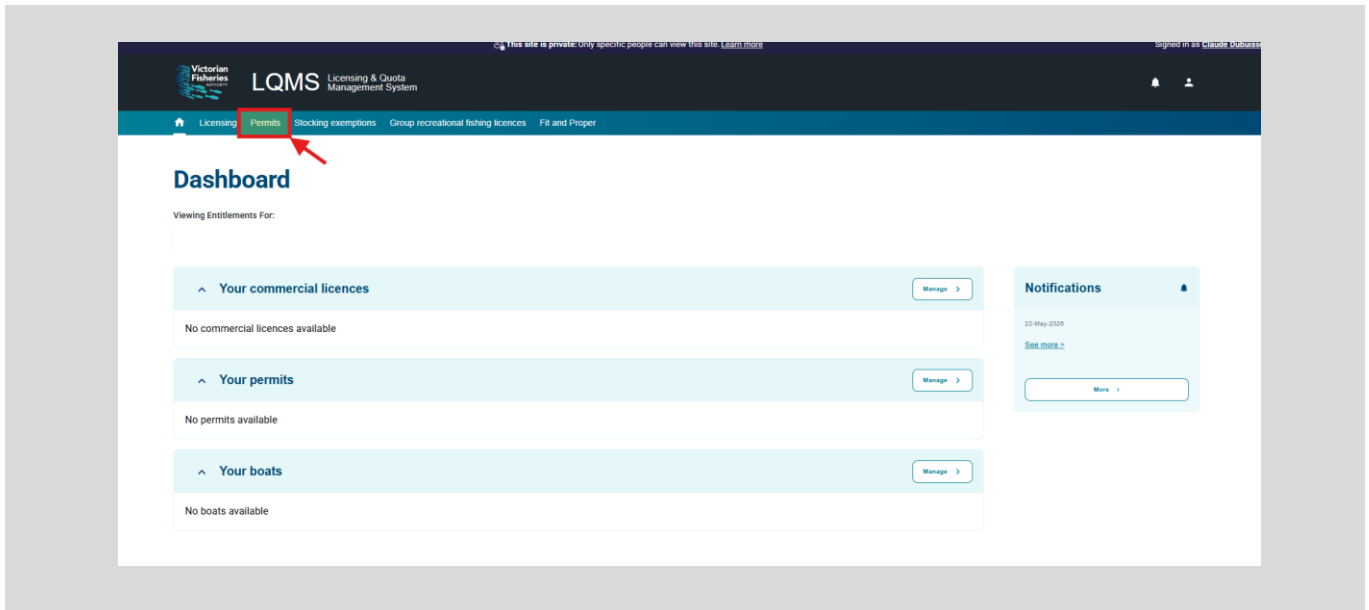 This site is private: Only specific people can view this site. Learn more
Signed in as Claude
Victorian
Fisheries
AUTHORITY
LQMS Licensing & Quota
Management System
Licensing Permits Stocking exemptions Group recreational fishing licences Fit and Proper
Dashboard
Viewing Entitlements For:
Your commercial licences
Manage >
No commercial licences available
Your permits
Manage >
No permits available
Your boats
Manage >
No boats available
Notifications
22-May-2026
See more >
More >